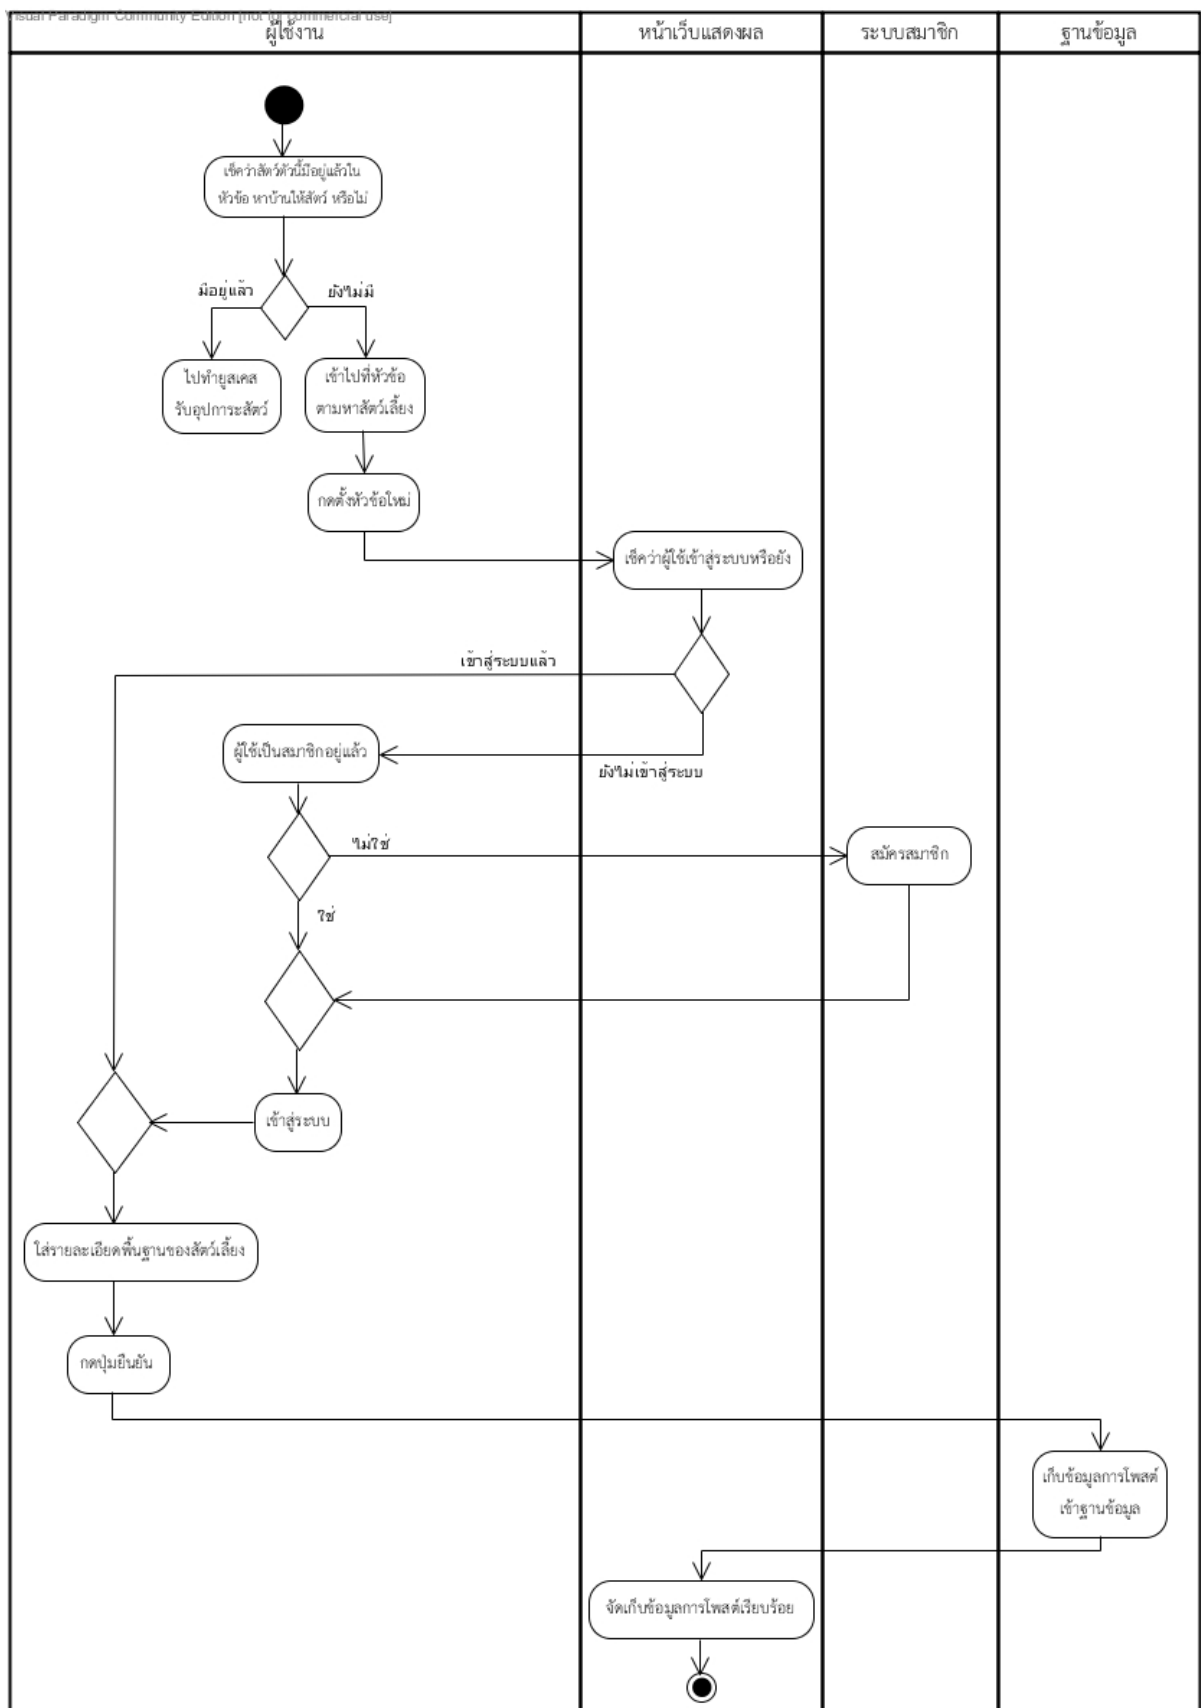 Visual Paradigm Community Edition [not for commercial use]
ผู้ใช้งาน
หน้าเว็บแสดงผล
ระบบสมาชิก
ฐานข้อมูล
เช็คว่าสัตว์ตัวนี้มีอยู่แล้วใน
หัวข้อ หาบ้านให้สัตว์ หรือไม่
มีอยู่แล้ว
ยังไม่มี
ไปทำยูสเคส
รับอุปการะสัตว์
เข้าไปที่หัวข้อ
ตามหาสัตว์เลี้ยง
กดตั้งหัวข้อใหม่
เช็คว่าผู้ใช้เข้าสู่ระบบหรือยัง
เข้าสู่ระบบแล้ว
ผู้ใช้เป็นสมาชิกอยู่แล้ว
ยังไม่เข้าสู่ระบบ
ไม่ใช่
สมัครสมาชิก
ใช่
เข้าสู่ระบบ
ใส่รายละเอียดพื้นฐานของสัตว์เลี้ยง
กดปุ่มยืนยัน
เก็บข้อมูลการโพสต์
เข้าฐานข้อมูล
จัดเก็บข้อมูลการโพสต์เรียบร้อย